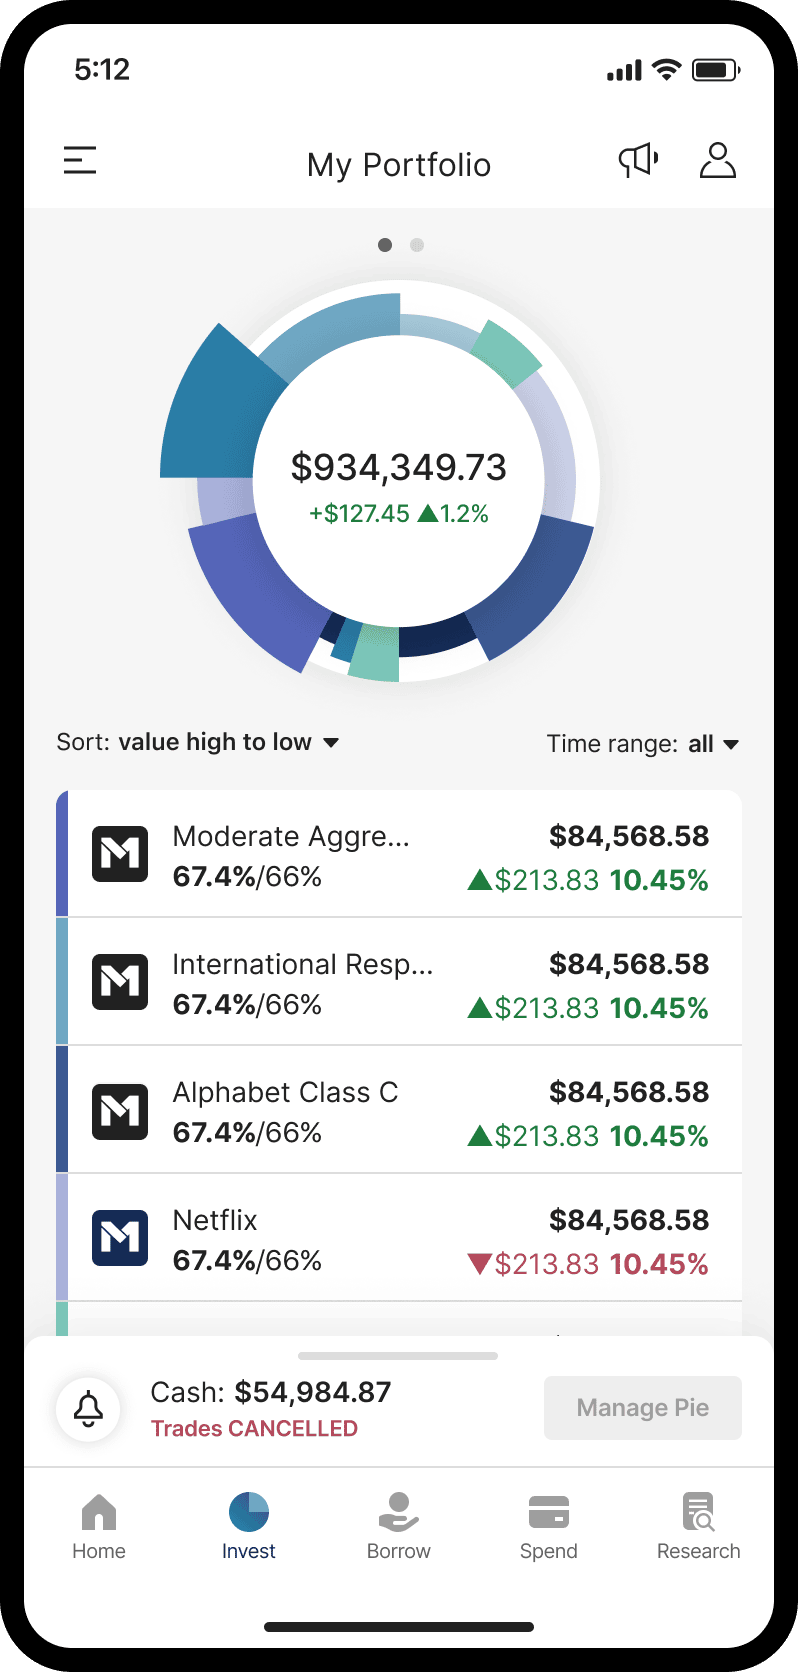 5:12
My Portfolio
$934,349.73
+$127.45 ▲1.2%
Sort: value high to low
Time range: all
Moderate Aggre...
$84,568.58
67.4%/66%
▲$213.83 10.45%
International Resp...
$84,568.58
67.4%/66%
▲$213.83 10.45%
Alphabet Class C
$84,568.58
67.4%/66%
▲$213.83 10.45%
Netflix
$84,568.58
67.4%/66%
▼$213.83 10.45%
Cash: $54,984.87
Trades CANCELLED
Manage Pie
Home
Invest
Borrow
Spend
Research